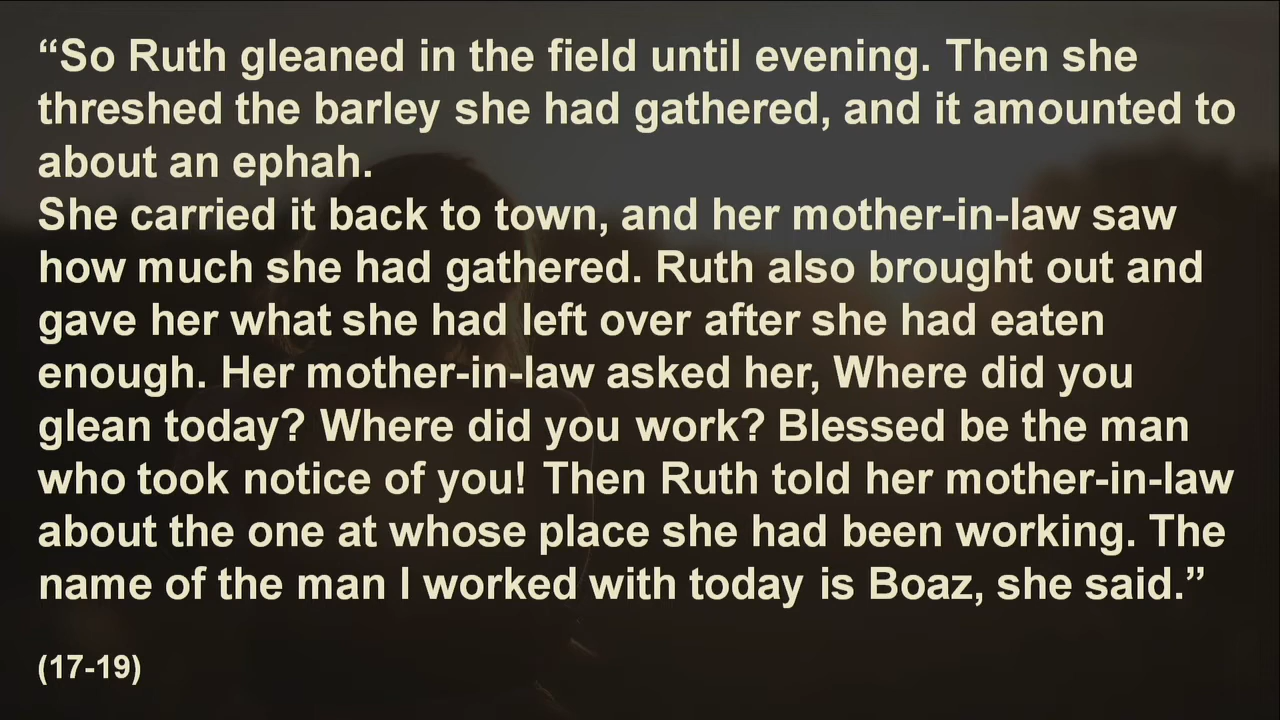 “So Ruth gleaned in the field until evening. Then she
threshed the barley she had gathered, and it amounted to
about an ephah.
She carried it back to town, and her mother-in-law saw
how much she had gathered. Ruth also brought out and
gave her what she had left over after she had eaten
enough. Her mother-in-law asked her, Where did you
glean today? Where did you work? Blessed be the man
who took notice of you! Then Ruth told her mother-in-law
about the one at whose place she had been working. The
name of the man I worked with today is Boaz, she said.”
(17-19)